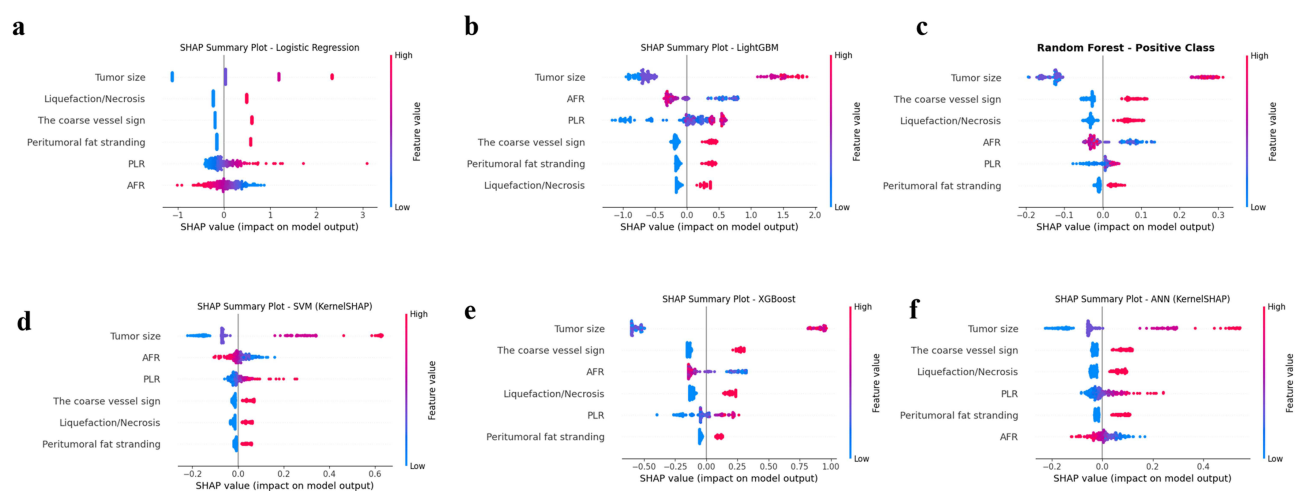 a
SHAP Summary Plot - Logistic Regression
High
Tumor size
Liquefaction/Necrosis
The coarse vessel sign
Peritumoral fat stranding
PLR
AFR
Feature value
Low
−1 0 1 2 3
SHAP value (impact on model output)
b
SHAP Summary Plot - LightGBM
High
Tumor size
AFR
PLR
The coarse vessel sign
Peritumoral fat stranding
Liquefaction/Necrosis
Feature value
Low
−1.0 −0.5 0.0 0.5 1.0 1.5 2.0
SHAP value (impact on model output)
c
Random Forest - Positive Class
High
Tumor size
The coarse vessel sign
Liquefaction/Necrosis
AFR
PLR
Peritumoral fat stranding
Feature value
Low
−0.2 −0.1 0.0 0.1 0.2 0.3
SHAP value (impact on model output)
d
SHAP Summary Plot - SVM (KernelSHAP)
High
Tumor size
AFR
PLR
The coarse vessel sign
Liquefaction/Necrosis
Peritumoral fat stranding
Feature value
Low
−0.2 0.0 0.2 0.4 0.6
SHAP value (impact on model output)
e
SHAP Summary Plot - XGBoost
High
Tumor size
The coarse vessel sign
AFR
Liquefaction/Necrosis
PLR
Peritumoral fat stranding
Feature value
Low
−0.50 −0.25 0.00 0.25 0.50 0.75 1.00
SHAP value (impact on model output)
f
SHAP Summary Plot - ANN (KernelSHAP)
High
Tumor size
The coarse vessel sign
Liquefaction/Necrosis
PLR
Peritumoral fat stranding
AFR
Feature value
Low
−0.2 0.0 0.2 0.4
SHAP value (impact on model output)